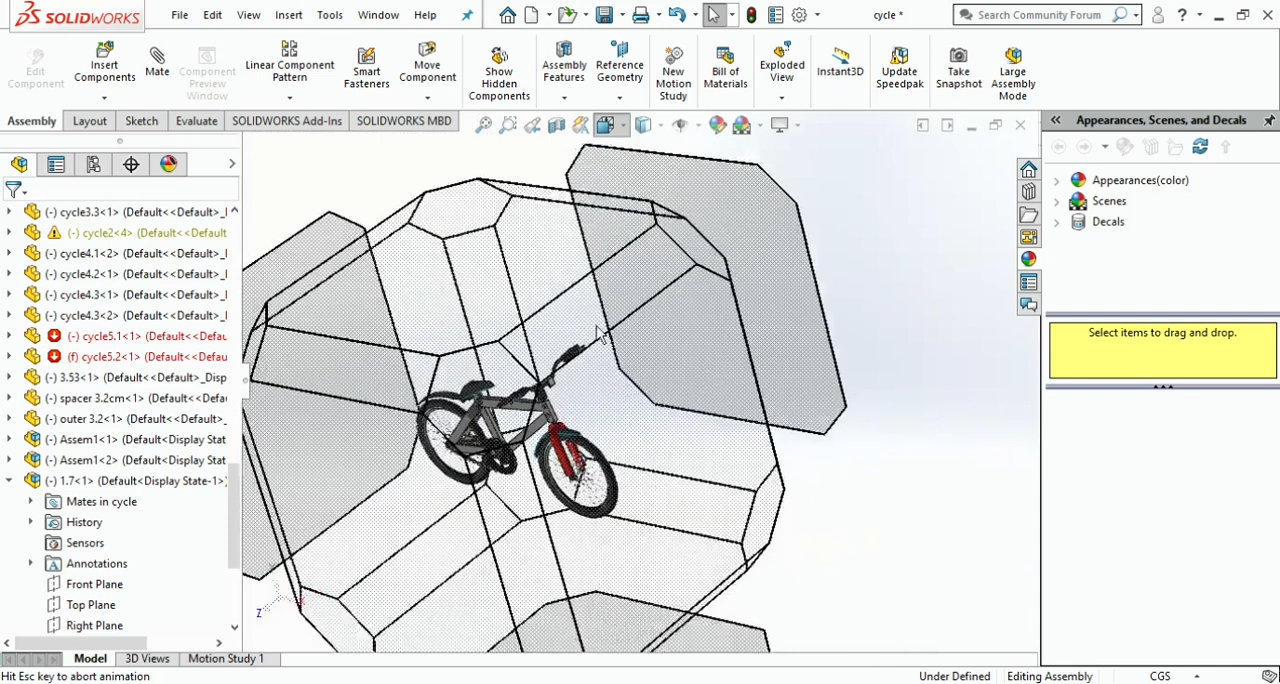 SOLIDWORKS
File Edit View Insert Tools Window Help
cycle *
Search Community Forum
?
Edit Component
Insert Components
Mate
Component Preview Window
Linear Component Pattern
Smart Fasteners
Move Component
Show Hidden Components
Assembly Features
Reference Geometry
New Motion Study
Bill of Materials
Exploded View
Instant3D
Update Speedpak
Take Snapshot
Large Assembly Mode
Assembly Layout Sketch Evaluate SOLIDWORKS Add-Ins SOLIDWORKS MBD
Appearances, Scenes, and Decals
Appearances(color)
Scenes
Decals
Select items to drag and drop.
(-) cycle3.3<1> (Default<<Default>_I
(-) cycle2<4> (Default<<Default
(-) cycle4.1<2> (Default<<Default>_I
(-) cycle4.2<1> (Default<<Default>_I
(-) cycle4.3<1> (Default<<Default>_I
(-) cycle4.3<2> (Default<<Default>_I
(-) cycle5.1<1> (Default<<Defau
(f) cycle5.2<1> (Default<<Defau
(-) 3.53<1> (Default<<Default>_Disp
(-) spacer 3.2cm<1> (Default<<Defa
(-) outer 3.2<1> (Default<<Default>_
(-) Assem1<1> (Default<Display Stat
(-) Assem1<2> (Default<Display Stat
(-) 1.7<1> (Default<Display State-1>)
Mates in cycle
History
Sensors
Annotations
Front Plane
Top Plane
Right Plane
Z
Model 3D Views Motion Study 1
Hit Esc key to abort animation
Under Defined
Editing Assembly
CGS